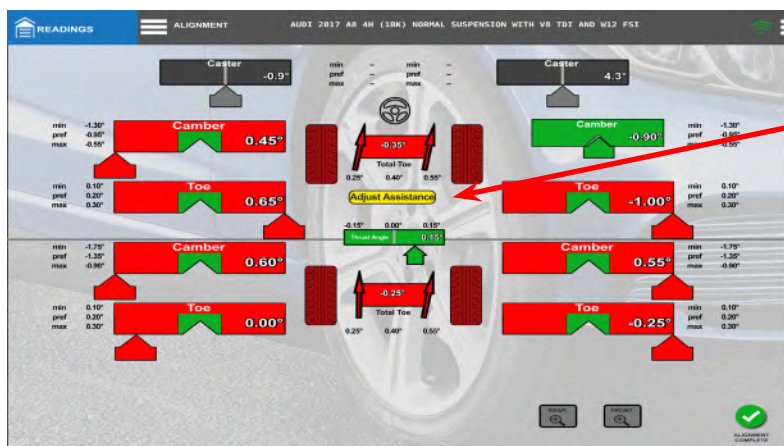 READINGS
ALIGNMENT
AUDI 2017 A8 4H (1BK) NORMAL SUSPENSION WITH V8 TDI AND W12 FSI
Caster
-0.9°
min – –
pref – –
max – –
Caster
4.3°
min -1.30°
pref -0.95°
max -0.55°
Camber
0.45°
-0.35°
Total Toe
0.25° 0.40° 0.55°
Camber
-0.90°
min -1.30°
pref -0.95°
max -0.55°
min 0.10°
pref 0.20°
max 0.30°
Toe
0.65°
Adjust Assistance
Toe
-1.00°
min 0.10°
pref 0.20°
max 0.30°
-0.15° 0.00° 0.15°
Thrust Angle 0.15°
min -1.75°
pref -1.35°
max -0.90°
Camber
0.60°
Camber
0.55°
min -1.75°
pref -1.35°
max -0.90°
min 0.10°
pref 0.20°
max 0.30°
Toe
0.00°
-0.25°
Total Toe
0.25° 0.40° 0.55°
Toe
-0.25°
min 0.10°
pref 0.20°
max 0.30°
REAR
FRONT
ALIGNMENT
COMPLETE